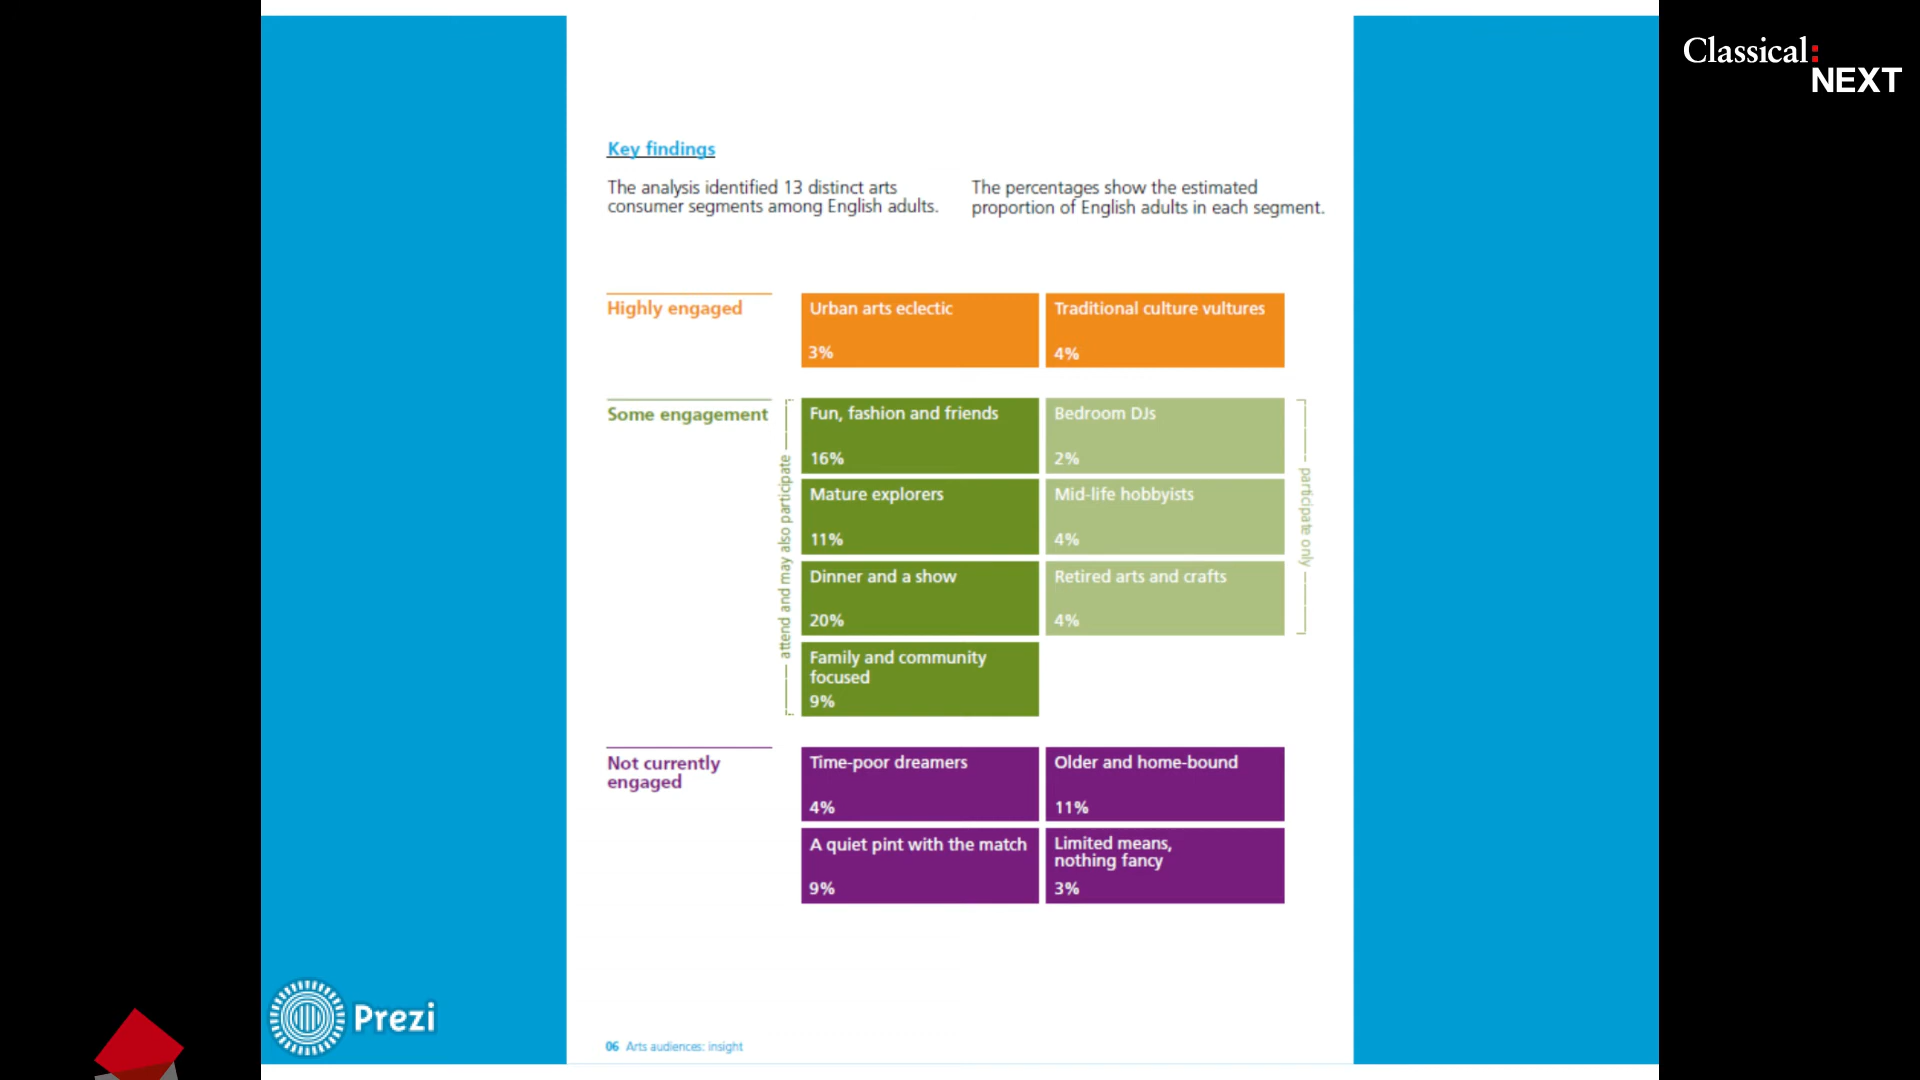 Classical:
NEXT
Key findings
The analysis identified 13 distinct arts
consumer segments among English adults.
The percentages show the estimated
proportion of English adults in each segment.
Highly engaged
Urban arts eclectic
3%
Traditional culture vultures
4%
Some engagement
attend and may also participate
Fun, fashion and friends
16%
Bedroom DJs
2%
Mature explorers
11%
Mid-life hobbyists
4%
Dinner and a show
20%
Retired arts and crafts
4%
participate only
Family and community
focused
9%
Not currently
engaged
Time-poor dreamers
4%
Older and home-bound
11%
A quiet pint with the match
9%
Limited means,
nothing fancy
3%
Prezi
06 Arts audiences: insight